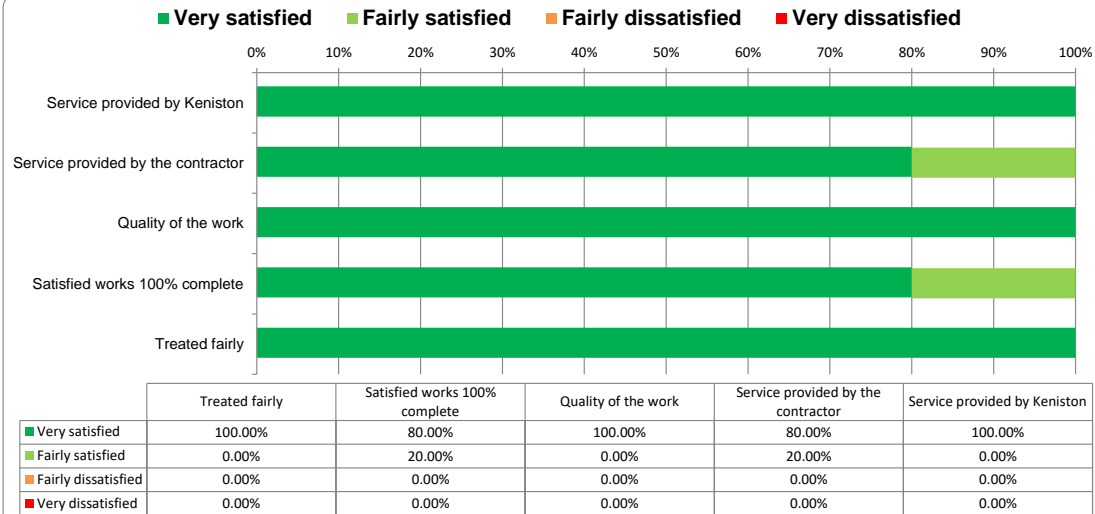 Very satisfied Fairly satisfied Fairly dissatisfied Very dissatisfied
0% 10% 20% 30% 40% 50% 60% 70% 80% 90% 100%
Service provided by Keniston
Service provided by the contractor
Quality of the work
Satisfied works 100% complete
Treated fairly
Treated fairly Satisfied works 100% complete Quality of the work Service provided by the contractor Service provided by Keniston
Very satisfied 100.00% 80.00% 100.00% 80.00% 100.00%
Fairly satisfied 0.00% 20.00% 0.00% 20.00% 0.00%
Fairly dissatisfied 0.00% 0.00% 0.00% 0.00% 0.00%
Very dissatisfied 0.00% 0.00% 0.00% 0.00% 0.00%